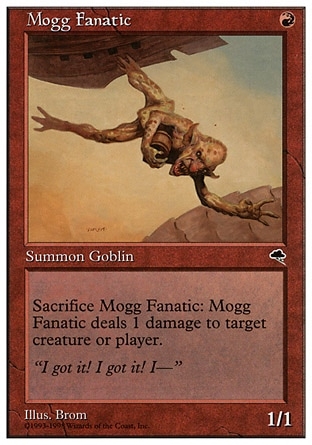 Mogg Fanatic
Summon Goblin
Sacrifice Mogg Fanatic: Mogg
Fanatic deals 1 damage to target
creature or player.
"I got it! I got it! I—"
Illus. Brom
1/1